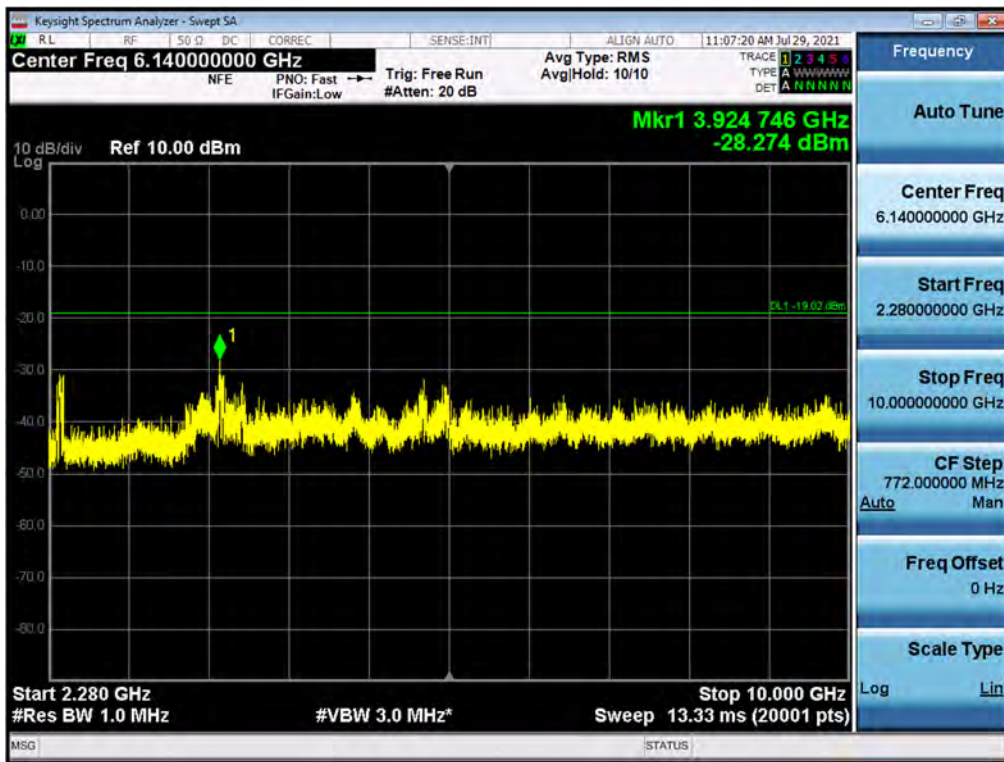 Keysight Spectrum Analyzer - Swept SA
LXI RL RF 50 Ω DC CORREC SENSE:INT ALIGN AUTO 11:07:20 AM Jul 29, 2021
Center Freq 6.140000000 GHz
NFE
PNO: Fast
IFGain:Low
Trig: Free Run
#Atten: 20 dB
Avg Type: RMS
Avg|Hold: 10/10
TRACE 1 2 3 4 5 6
TYPE A WWWWW
DET A N N N N N
Mkr1 3.924 746 GHz
-28.274 dBm
10 dB/div Ref 10.00 dBm
Log
0.00
-10.0
DL1 -19.02 dBm
-20.0
1
-30.0
-40.0
-50.0
-60.0
-70.0
-80.0
Start 2.280 GHz Stop 10.000 GHz
#Res BW 1.0 MHz #VBW 3.0 MHz* Sweep 13.33 ms (20001 pts)
MSG STATUS
Frequency
Auto Tune
Center Freq
6.140000000 GHz
Start Freq
2.280000000 GHz
Stop Freq
10.000000000 GHz
CF Step
772.000000 MHz
Auto Man
Freq Offset
0 Hz
Scale Type
Log Lin